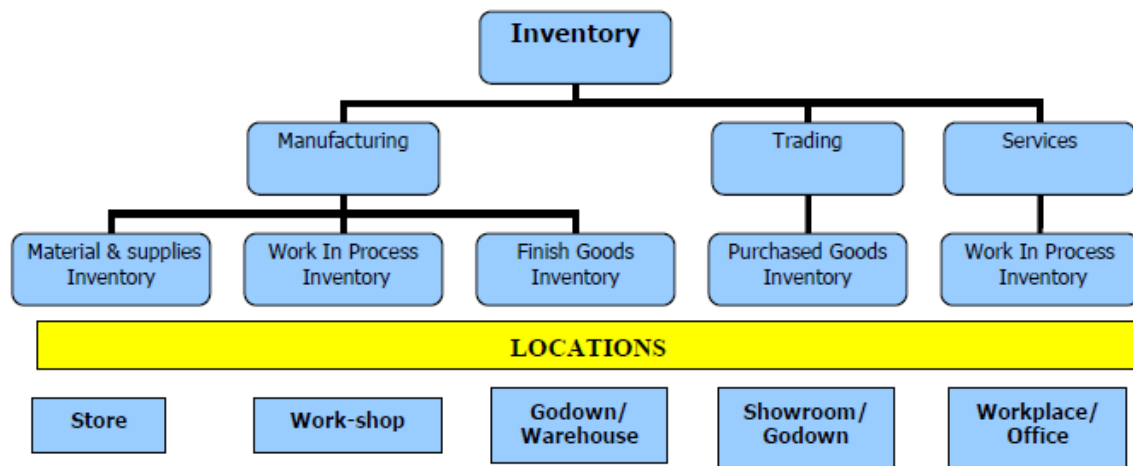 Inventory
Manufacturing
Trading
Services
Material & supplies
Inventory
Work In Process
Inventory
Finish Goods
Inventory
Purchased Goods
Inventory
Work In Process
Inventory
LOCATIONS
Store
Work-shop
Godown/
Warehouse
Showroom/
Godown
Workplace/
Office